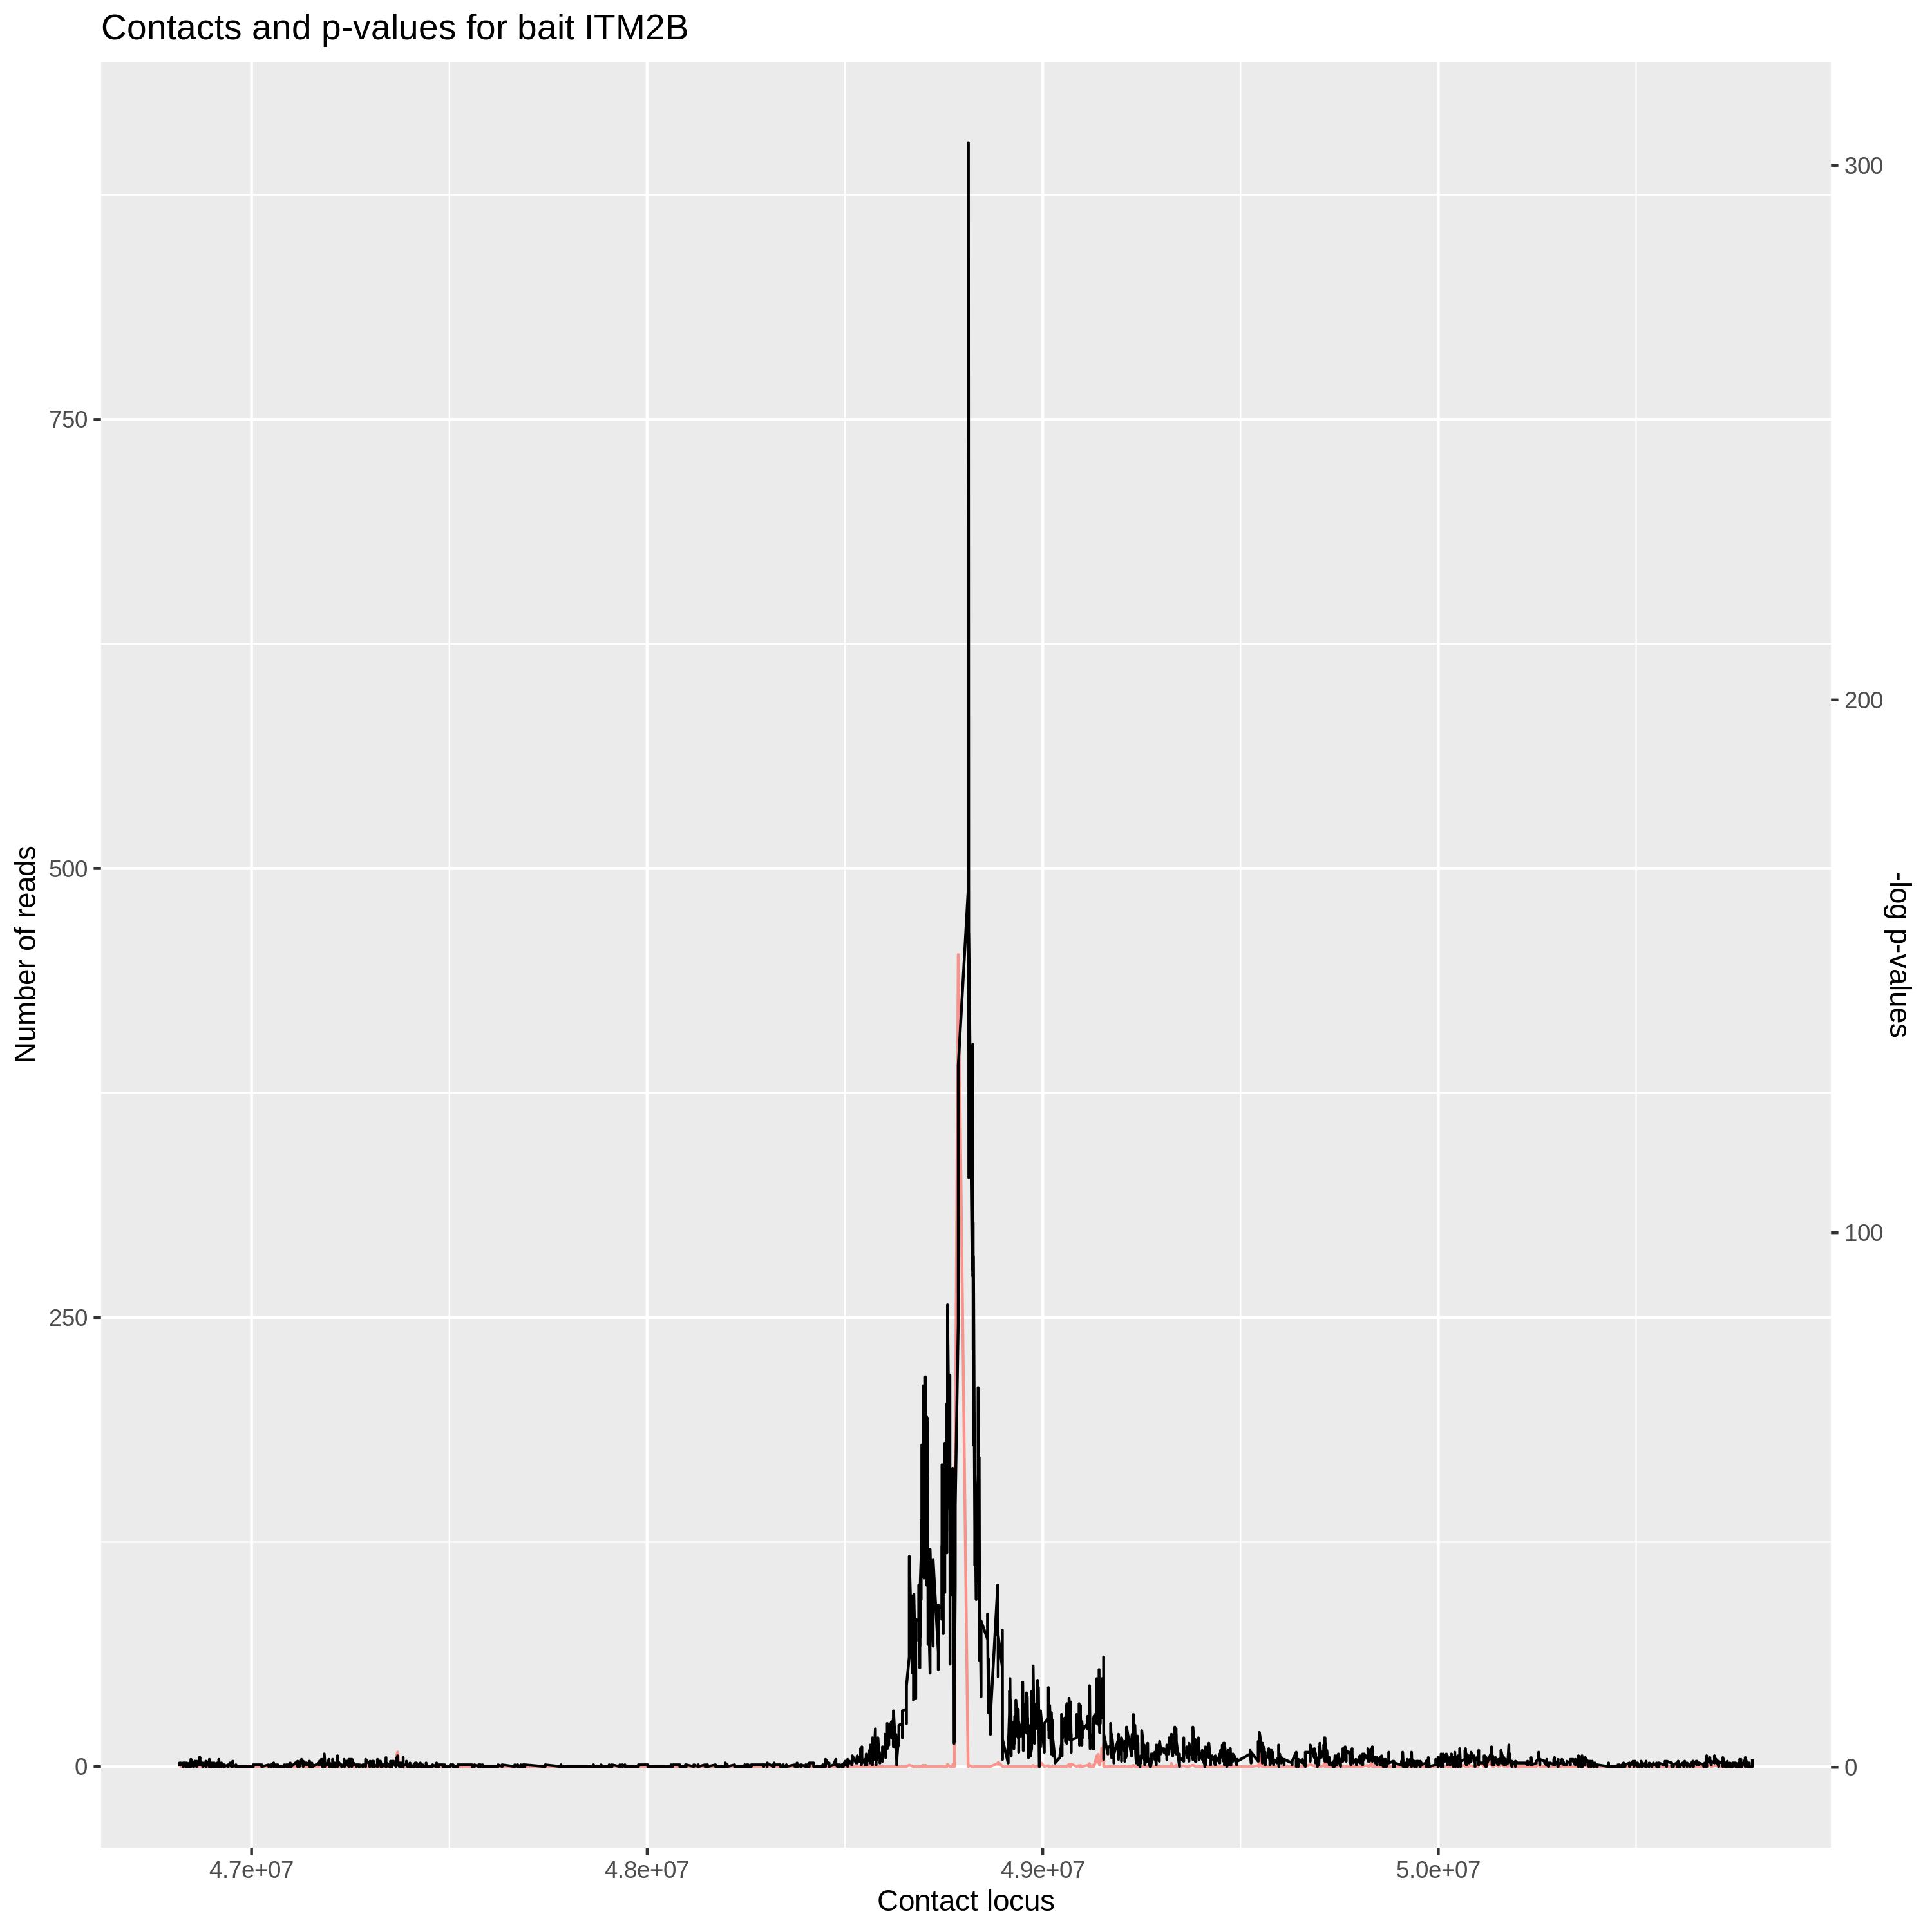 Contacts and p-values for bait ITM2B
300
750
200
Number of reads
500
-log p-values
100
250
0
0
4.7e+07
4.8e+07
4.9e+07
5.0e+07
Contact locus